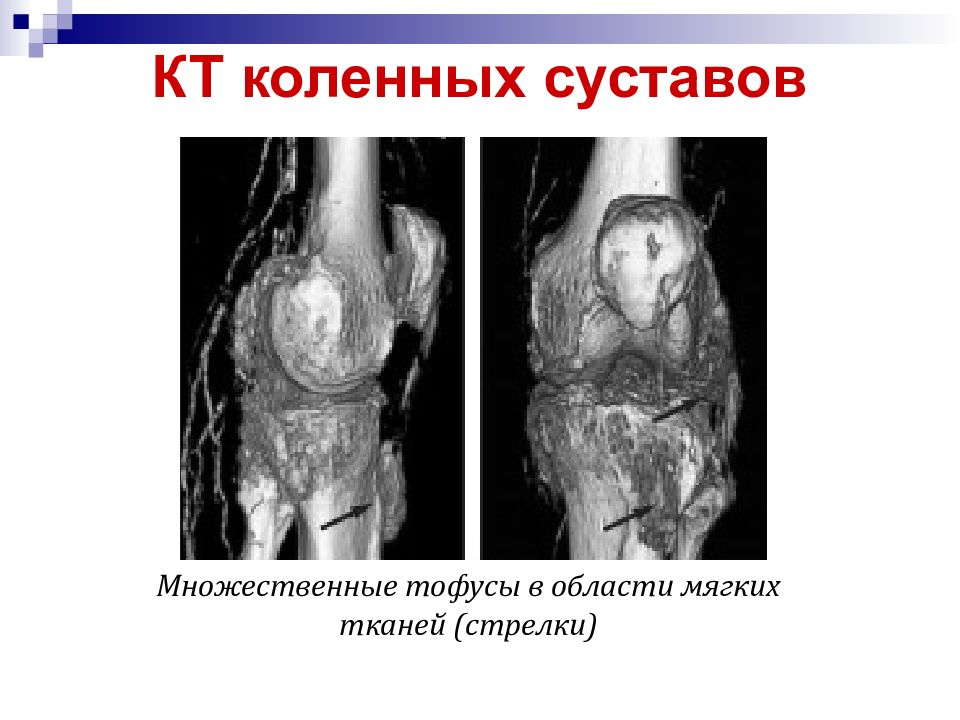 КТ коленных суставов
Множественные тофусы в области мягких
тканей (стрелки)